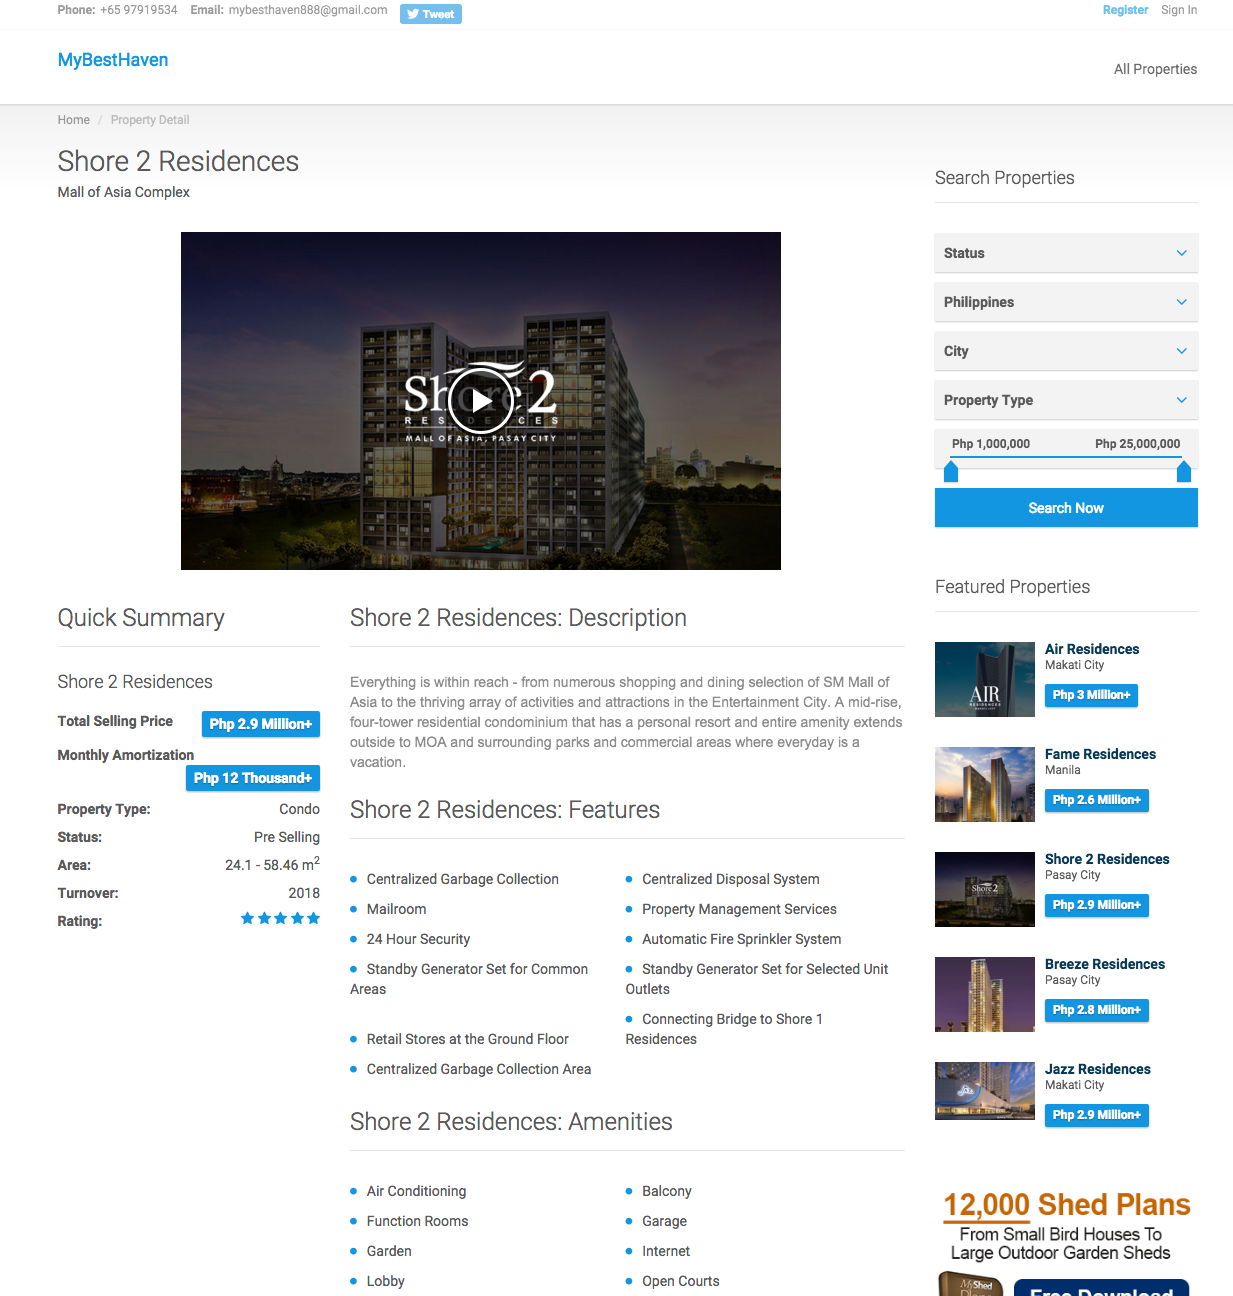 Phone: +65 97919534 Email: mybesthaven888@gmail.com Tweet Register Sign In
MyBestHaven
All Properties
Home / Property Detail
Shore 2 Residences
Mall of Asia Complex
Shore 2
RESIDENCES
MALL OF ASIA, PASAY CITY
Quick Summary
Shore 2 Residences
Total Selling Price Php 2.9 Million+
Monthly Amortization
Php 12 Thousand+
Property Type: Condo
Status: Pre Selling
Area: 24.1 - 58.46 m2
Turnover: 2018
Rating:
Shore 2 Residences: Description
Everything is within reach - from numerous shopping and dining selection of SM Mall of
Asia to the thriving array of activities and attractions in the Entertainment City. A mid-rise,
four-tower residential condominium that has a personal resort and entire amenity extends
outside to MOA and surrounding parks and commercial areas where everyday is a
vacation.
Shore 2 Residences: Features
Centralized Garbage Collection
Centralized Disposal System
Mailroom
Property Management Services
24 Hour Security
Automatic Fire Sprinkler System
Standby Generator Set for Common
Areas
Standby Generator Set for Selected Unit
Outlets
Retail Stores at the Ground Floor
Connecting Bridge to Shore 1
Residences
Centralized Garbage Collection Area
Shore 2 Residences: Amenities
Air Conditioning
Balcony
Function Rooms
Garage
Garden
Internet
Lobby
Open Courts
Search Properties
Status
Philippines
City
Property Type
Php 1,000,000 Php 25,000,000
Search Now
Featured Properties
AIR
RESIDENCES
Air Residences
Makati City
Php 3 Million+
Fame Residences
Manila
Php 2.6 Million+
Shore 2
Shore 2 Residences
Pasay City
Php 2.9 Million+
Breeze Residences
Pasay City
Php 2.8 Million+
Jazz
Jazz Residences
Makati City
Php 2.9 Million+
12,000 Shed Plans
From Small Bird Houses To
Large Outdoor Garden Sheds
MyShed
Plans
Free Download